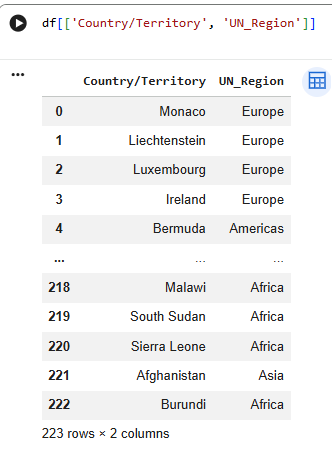 df[['Country/Territory', 'UN_Region']]
...
Country/Territory UN_Region
0 Monaco Europe
1 Liechtenstein Europe
2 Luxembourg Europe
3 Ireland Europe
4 Bermuda Americas
... ... ...
218 Malawi Africa
219 South Sudan Africa
220 Sierra Leone Africa
221 Afghanistan Asia
222 Burundi Africa
223 rows × 2 columns